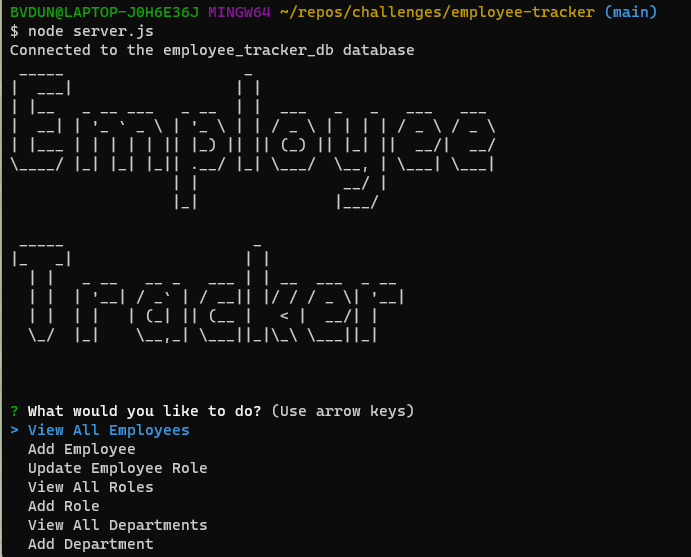 BVDUN@LAPTOP-J0H6E36J MINGW64 ~/repos/challenges/employee-tracker (main)
$ node server.js
Connected to the employee_tracker_db database
Employee
Tracker
? What would you like to do? (Use arrow keys)
> View All Employees
Add Employee
Update Employee Role
View All Roles
Add Role
View All Departments
Add Department